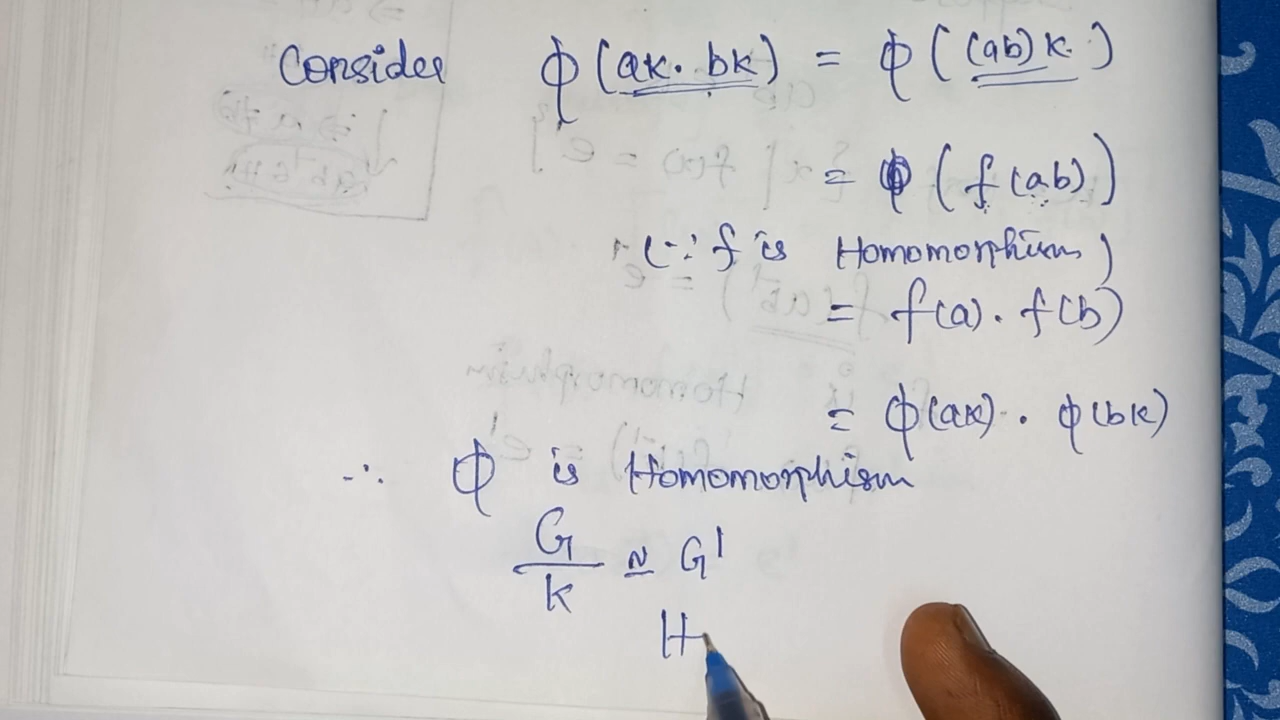 Consider φ(ak. bk) = φ((ab)k.)
= φ(f(ab))
(∵ f is Homomorphism)
= f(a). f(b)
= φ(ak). φ(bk)
∴ φ is Homomorphism
G/k ≅ G'
H